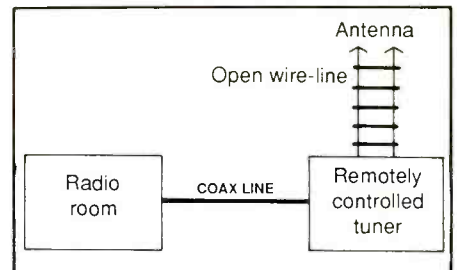 Antenna
Open wire-line
Radio
room
COAX LINE
Remotely
controlled
tuner